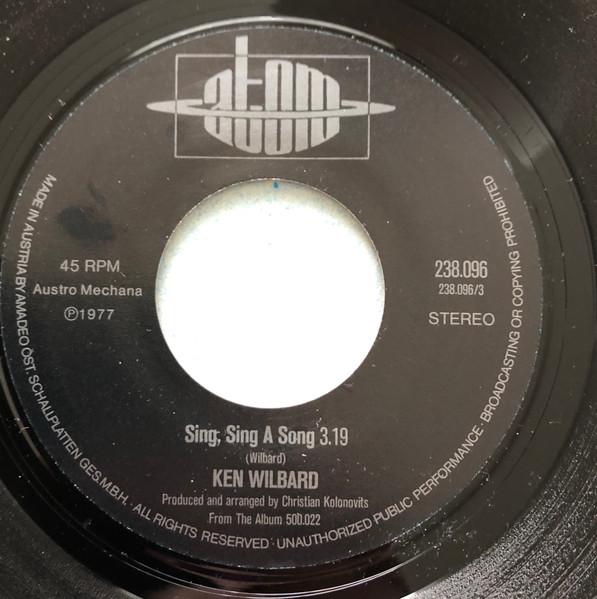 atom
45 RPM
Austro Mechana
Ⓟ1977
238.096
238.096/3
STEREO
Sing, Sing A Song 3.19
(Wilbard)
KEN WILBARD
Produced and arranged by Christian Kolonovits
From The Album 500.022
MADE IN AUSTRIA BY AMADEO ÖST. SCHALLPLATTEN GES.M.B.H. · ALL RIGHTS RESERVED · UNAUTHORIZED PUBLIC PERFORMANCE · BROADCASTING OR COPYING PROHIBITED